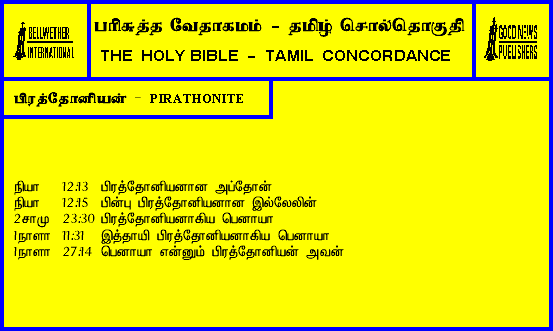 BELLWETHER
INTERNATIONAL
பரிசுத்த வேதாகமம் - தமிழ் சொல்தொகுதி
THE HOLY BIBLE - TAMIL CONCORDANCE
GOOD NEWS
PUBLISHERS
பிரத்தோனியன் - PIRATHONITE
நியா 12:13 பிரத்தோனியனான அப்தோன்
நியா 12:15 பின்பு பிரத்தோனியனான இல்லேலின்
2சாமு 23:30 பிரத்தோனியனாகிய பெனாயா
1நாளா 11:31 இத்தாயி பிரத்தோனியனாகிய பெனாயா
1நாளா 27:14 பெனாயா என்னும் பிரத்தோனியன் அவன்